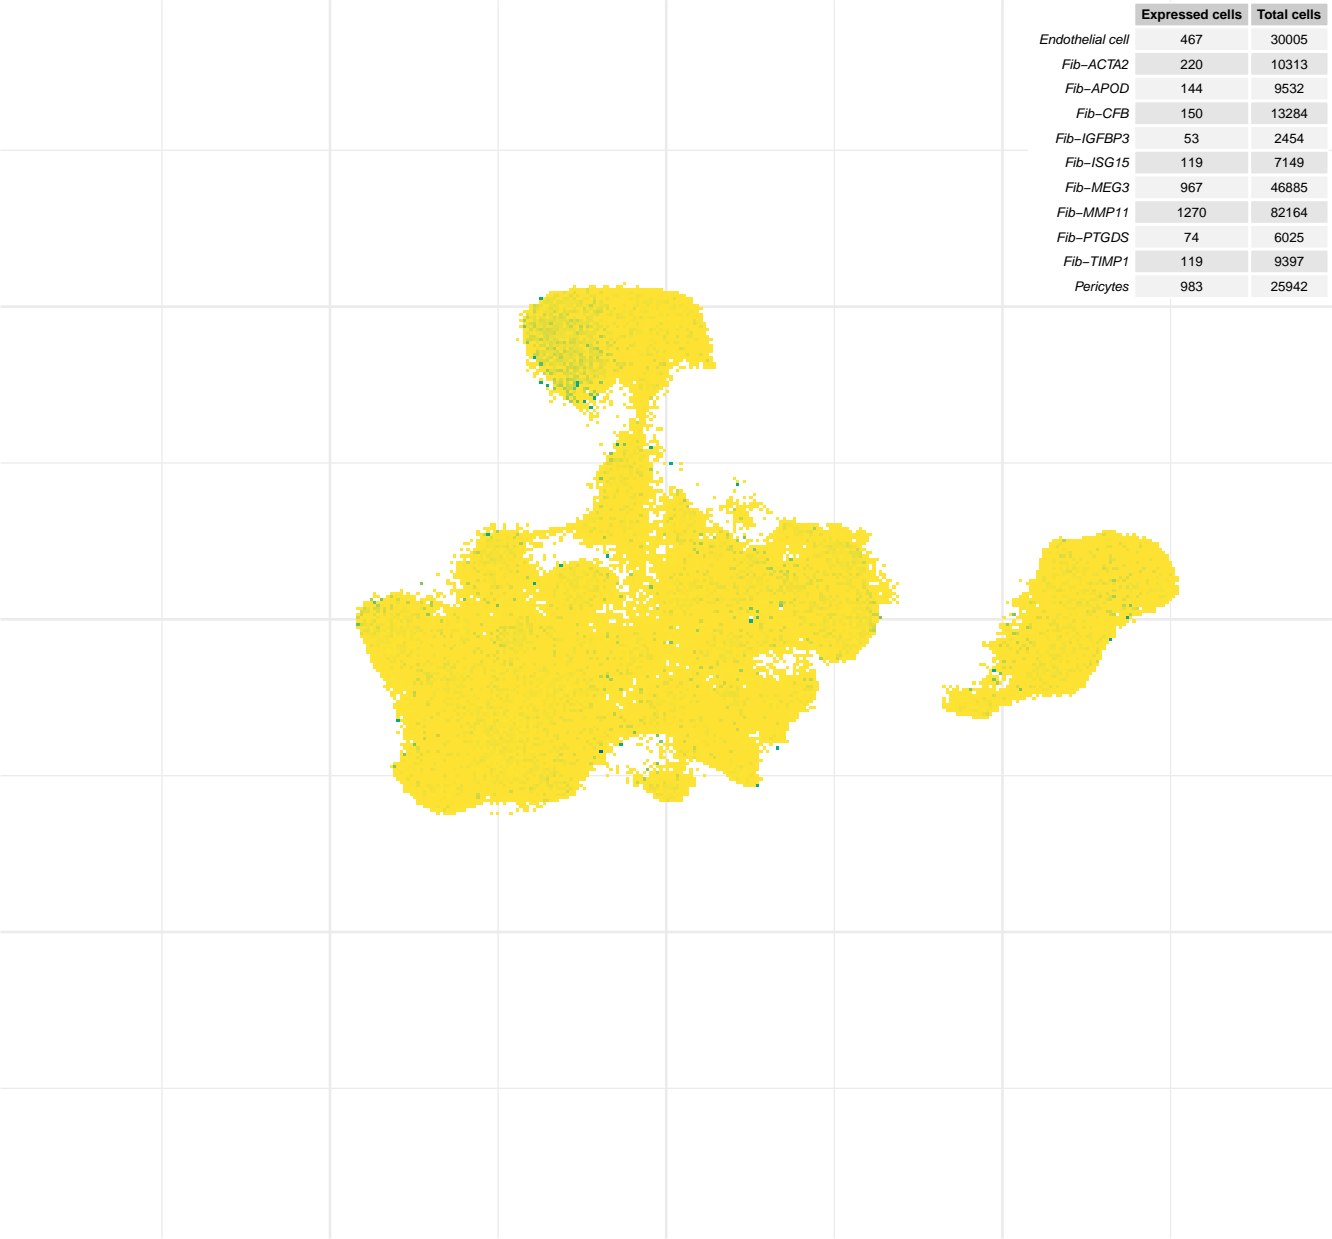 Expressed cells Total cells
Endothelial cell 467 30005
Fib−ACTA2 220 10313
Fib−APOD 144 9532
Fib−CFB 150 13284
Fib−IGFBP3 53 2454
Fib−ISG15 119 7149
Fib−MEG3 967 46885
Fib−MMP11 1270 82164
Fib−PTGDS 74 6025
Fib−TIMP1 119 9397
Pericytes 983 25942